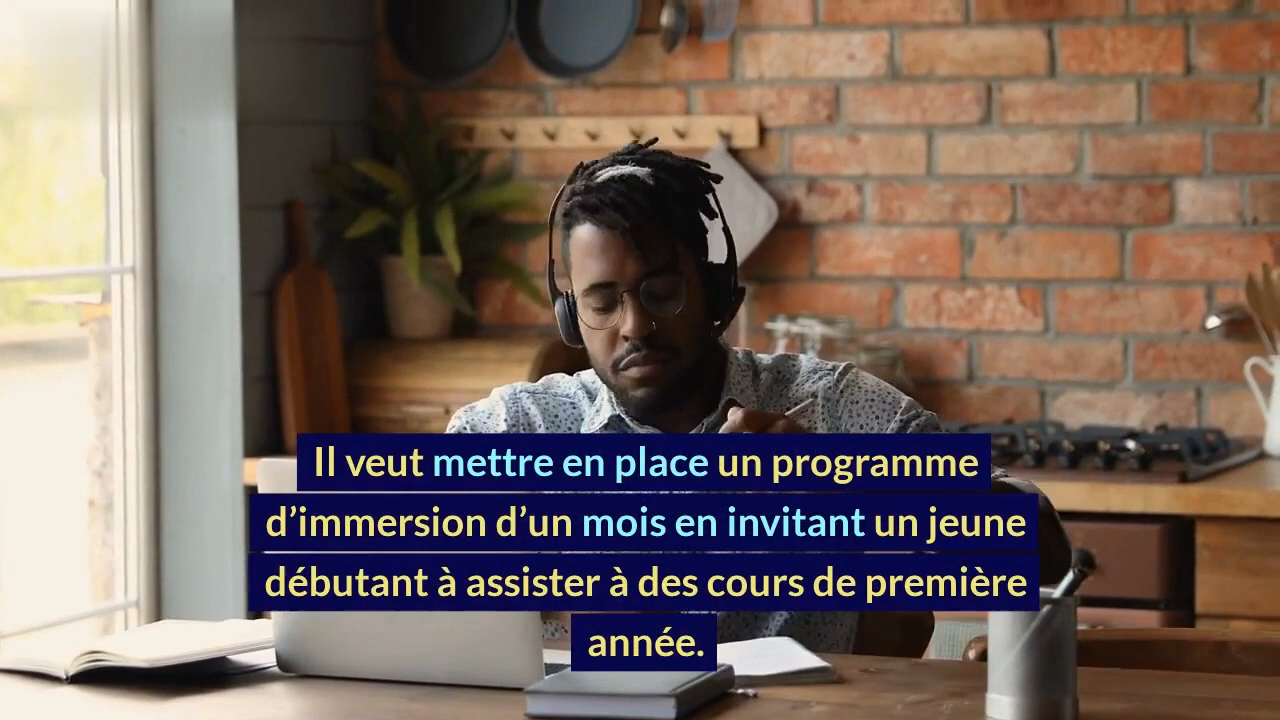 Il veut mettre en place un programme
d’immersion d’un mois en invitant un jeune
débutant à assister à des cours de première
année.